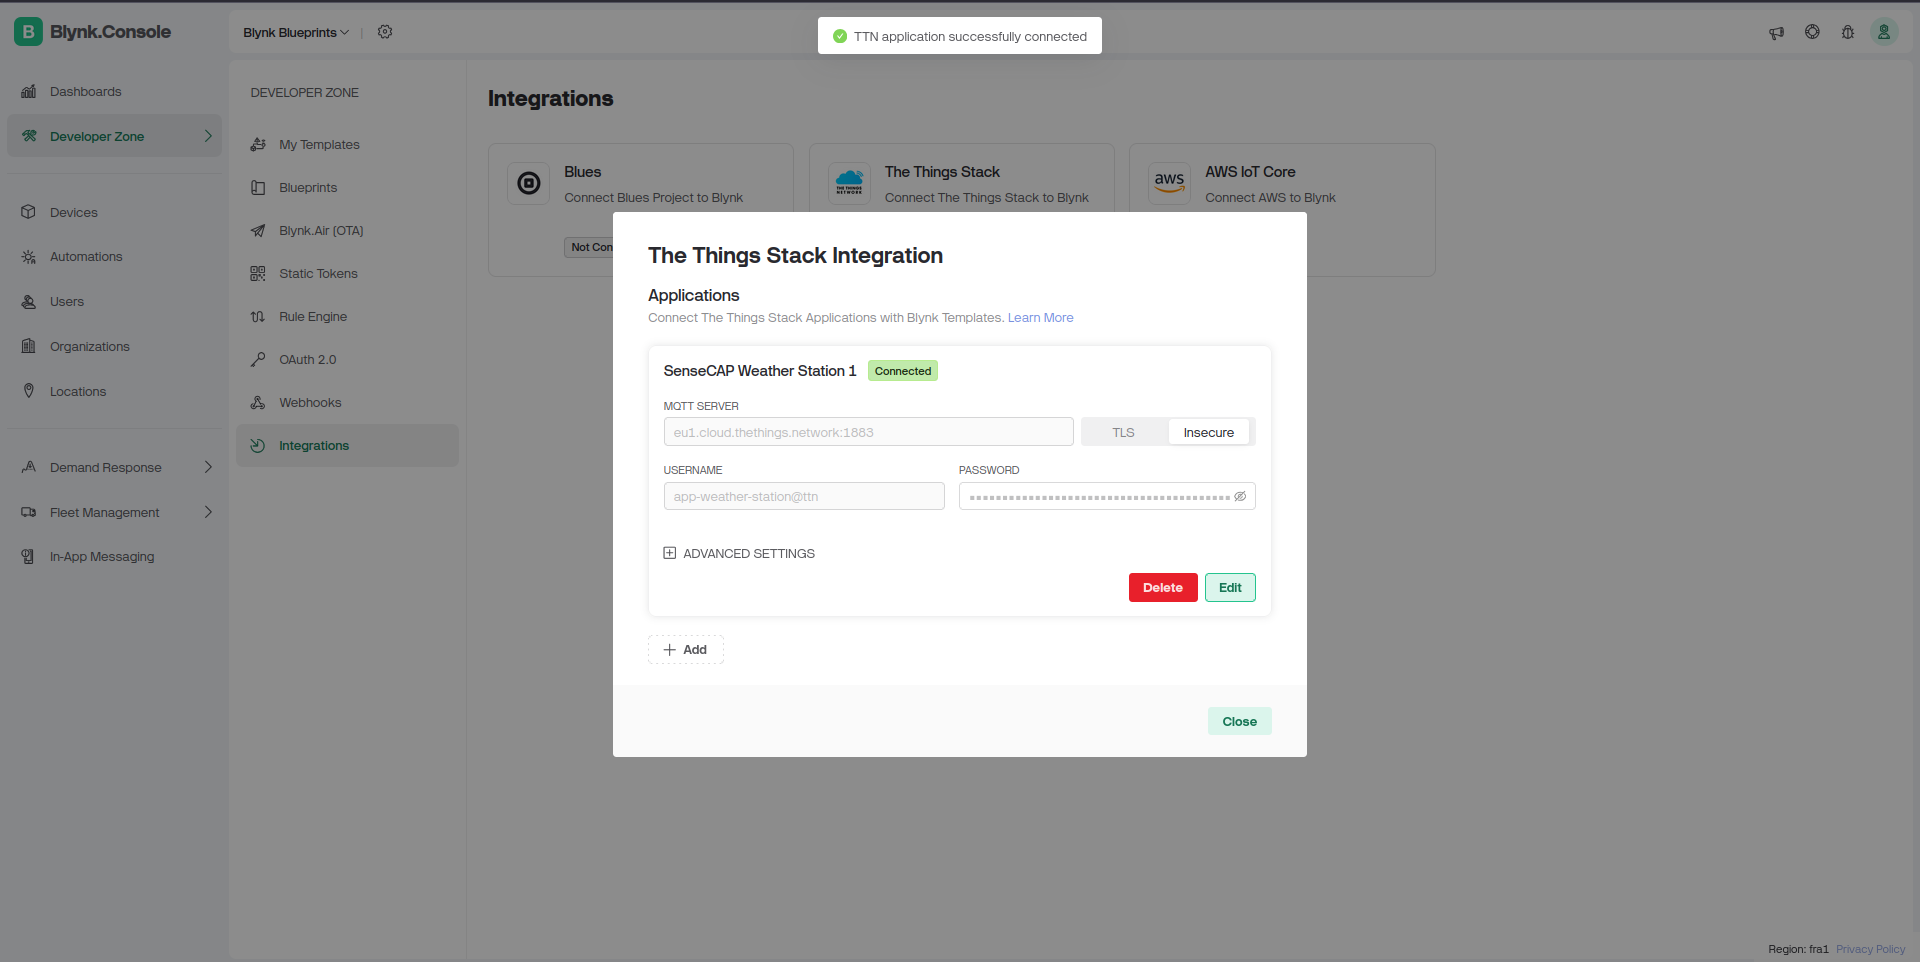 B Blynk.Console
Blynk Blueprints
TTN application successfully connected
Dashboards
Developer Zone
Devices
Automations
Users
Organizations
Locations
Demand Response
Fleet Management
In-App Messaging
DEVELOPER ZONE
My Templates
Blueprints
Blynk.Air (OTA)
Static Tokens
Rule Engine
OAuth 2.0
Webhooks
Integrations
Integrations
Blues
Connect Blues Project to Blynk
Not Con
THE THINGS
NETWORK
The Things Stack
Connect The Things Stack to Blynk
aws
AWS IoT Core
Connect AWS to Blynk
The Things Stack Integration
Applications
Connect The Things Stack Applications with Blynk Templates. Learn More
SenseCAP Weather Station 1 Connected
MQTT SERVER
eu1.cloud.thethings.network:1883
TLS Insecure
USERNAME PASSWORD
app-weather-station@ttn
ADVANCED SETTINGS
Delete Edit
Add
Close
Region: fra1 Privacy Policy